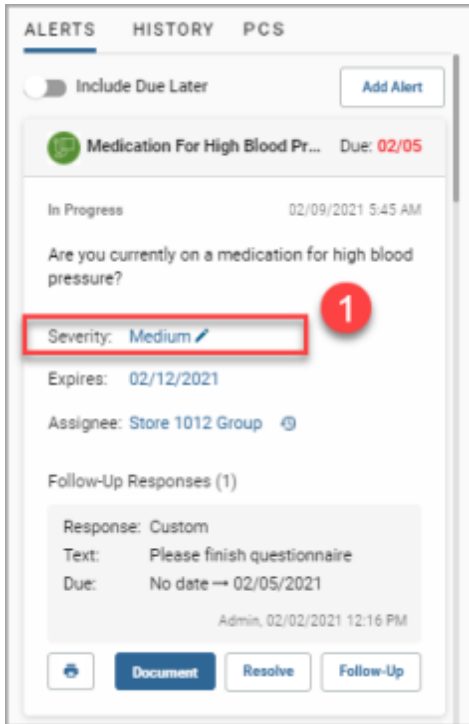 ALERTS HISTORY PCS
Include Due Later Add Alert
Medication For High Blood Pr... Due: 02/05
In Progress 02/09/2021 5:45 AM
Are you currently on a medication for high blood
pressure?
1
Severity: Medium
Expires: 02/12/2021
Assignee: Store 1012 Group
Follow-Up Responses (1)
Response: Custom
Text: Please finish questionnaire
Due: No date → 02/05/2021
Admin, 02/02/2021 12:16 PM
Document Resolve Follow-Up